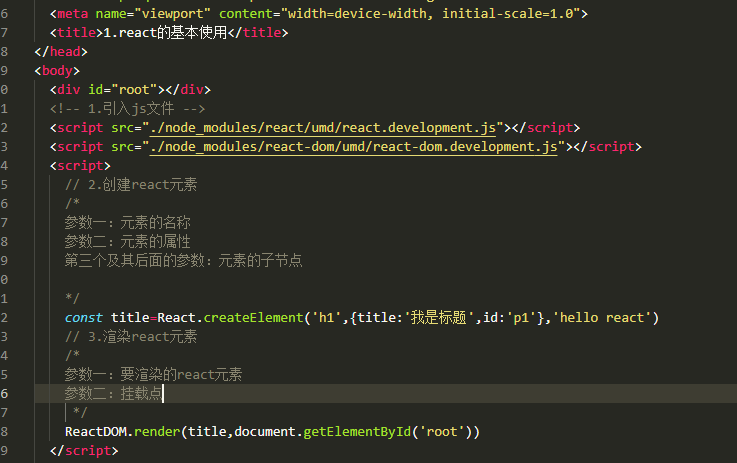 6 <meta name="viewport" content="width=device-width, initial-scale=1.0">
7 <title>1.react的基本使用</title>
8 </head>
9 <body>
0 <div id="root"></div>
1 <!-- 1.引入js文件 -->
2 <script src="./node_modules/react/umd/react.development.js"></script>
3 <script src="./node_modules/react-dom/umd/react-dom.development.js"></script>
4 <script>
5 // 2.创建react元素
6 /*
7 参数一：元素的名称
8 参数二：元素的属性
9 第三个及其后面的参数：元素的子节点
0
1 */
2 const title=React.createElement('h1',{title:'我是标题',id:'p1'},'hello react')
3 // 3.渲染react元素
4 /*
5 参数一：要渲染的react元素
6 参数二：挂载点
7 */
8 ReactDOM.render(title,document.getElementById('root'))
9 </script>